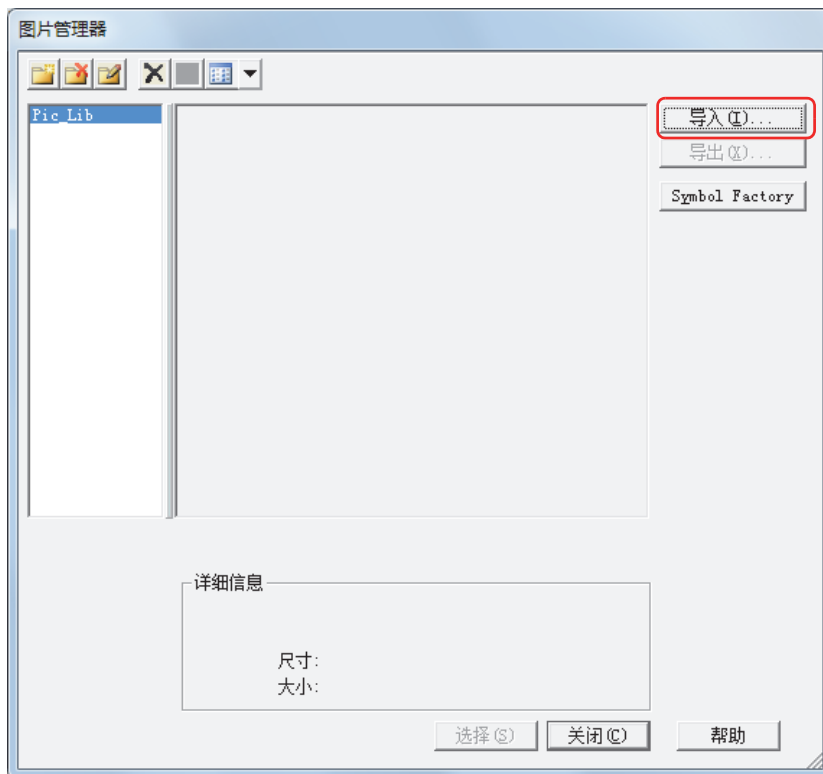 图片管理器
Pic_Lib
导入(I)...
导出(X)...
Symbol Factory
详细信息
尺寸:
大小:
选择(S)
关闭(C)
帮助